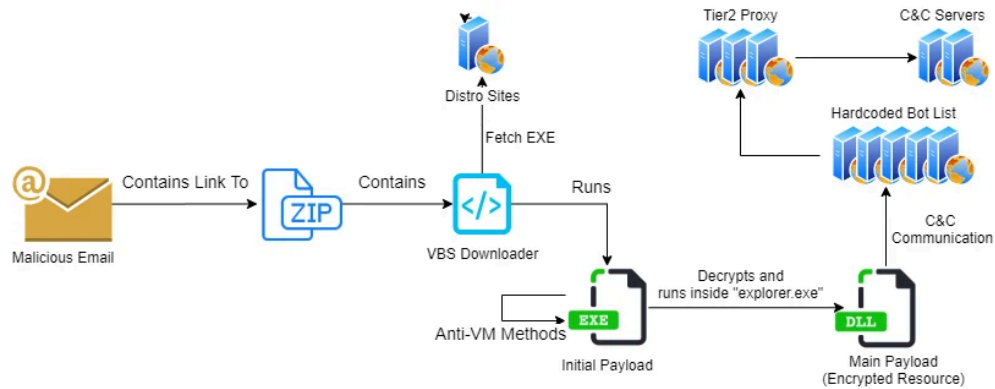 Tier2 Proxy
C&C Servers
Distro Sites
Hardcoded Bot List
Fetch EXE
@
Contains Link To
Contains
Runs
ZIP
</>
Malicious Email
VBS Downloader
C&C
Communication
Decrypts and
runs inside "explorer.exe"
Anti-VM Methods
EXE
DLL
Initial Payload
Main Payload
(Encrypted Resource)